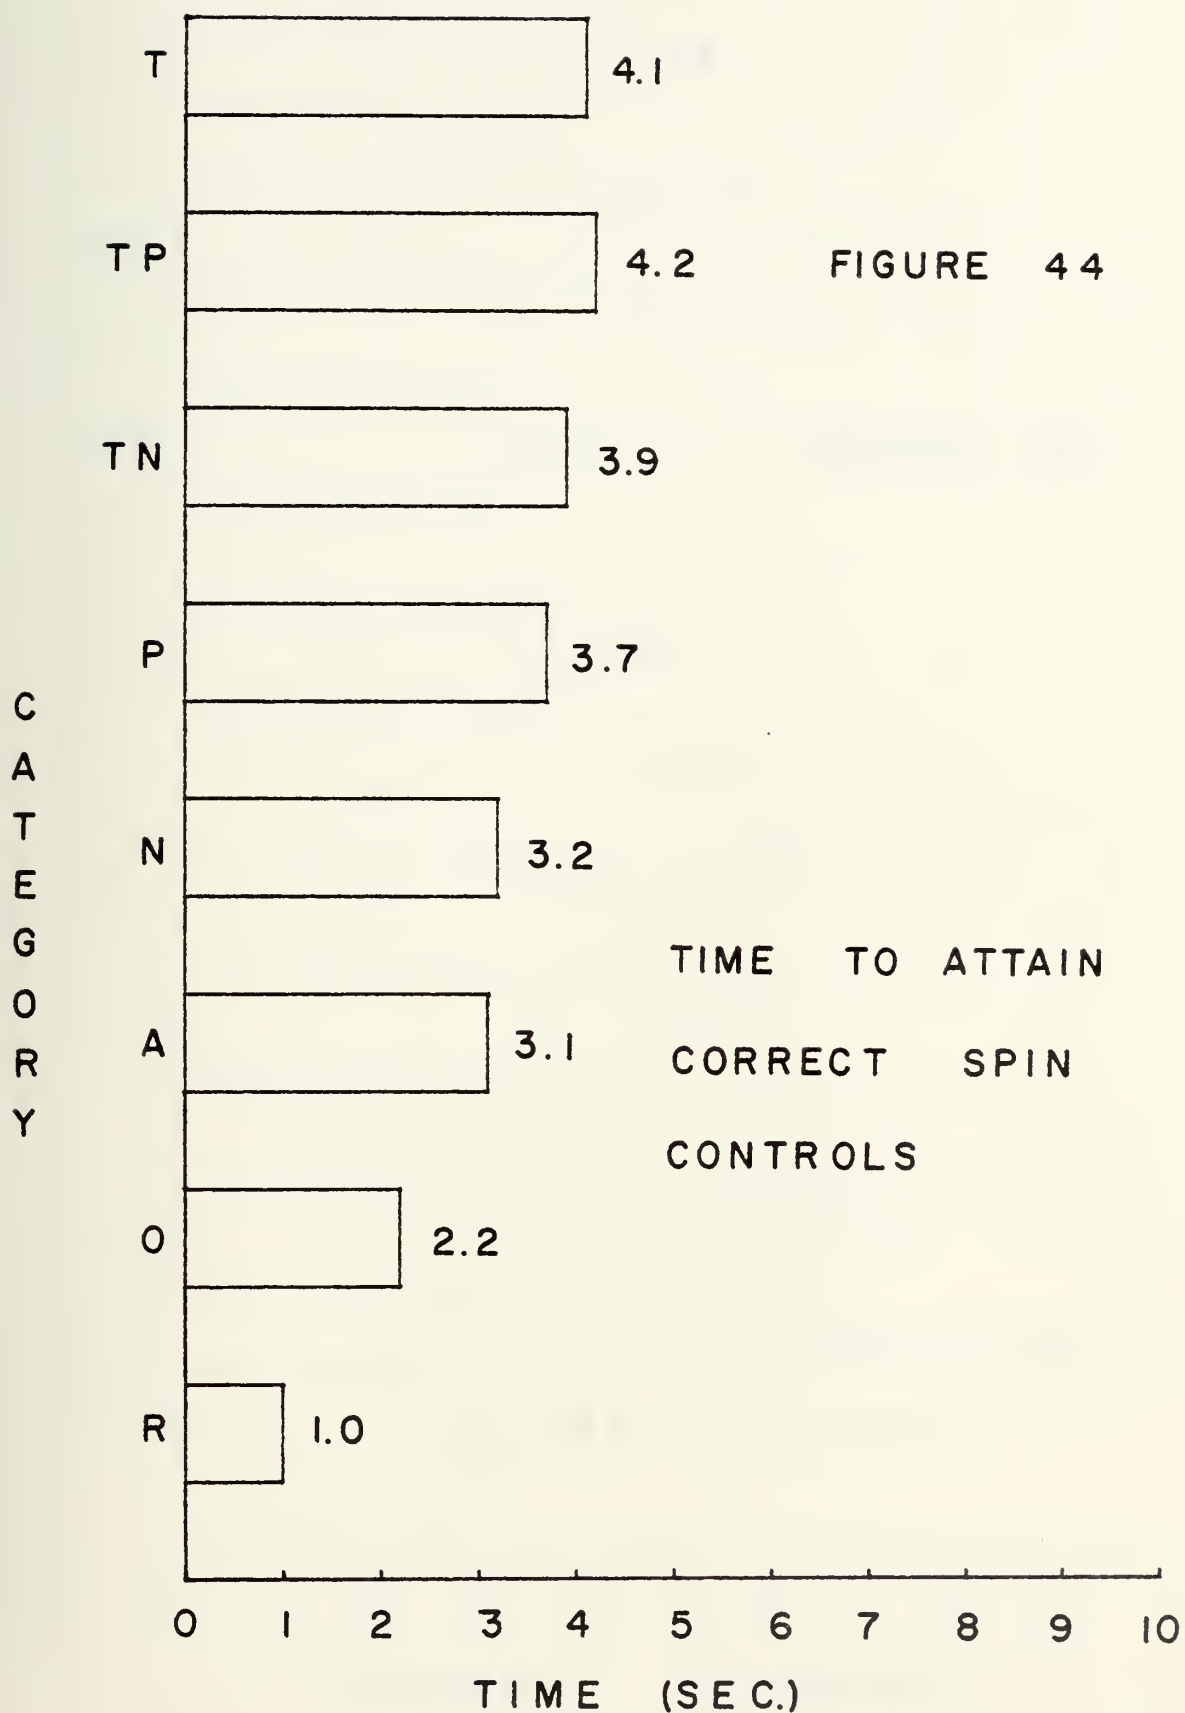 T 4.1
TP 4.2 FIGURE 44
TN 3.9
P 3.7
CATEGORY
N 3.2
TIME TO ATTAIN
A 3.1
CORRECT SPIN
CONTROLS
O 2.2
R 1.0
0 1 2 3 4 5 6 7 8 9 10
TIME (SEC.)